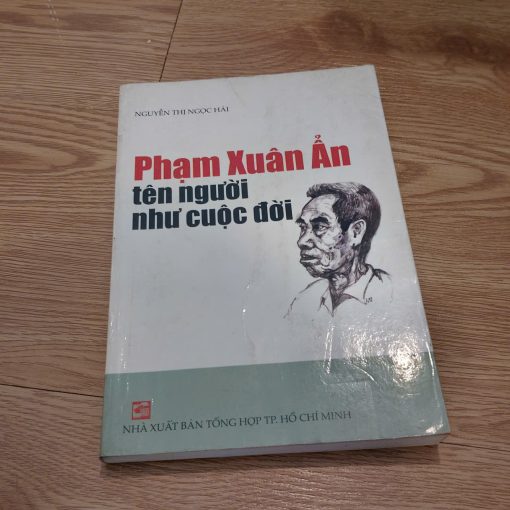 NGUYỄN THỊ NGỌC HẢI
Phạm Xuân Ẩn
tên người
như cuộc đời
NHÀ XUẤT BẢN TỔNG HỢP TP. HỒ CHÍ MINH